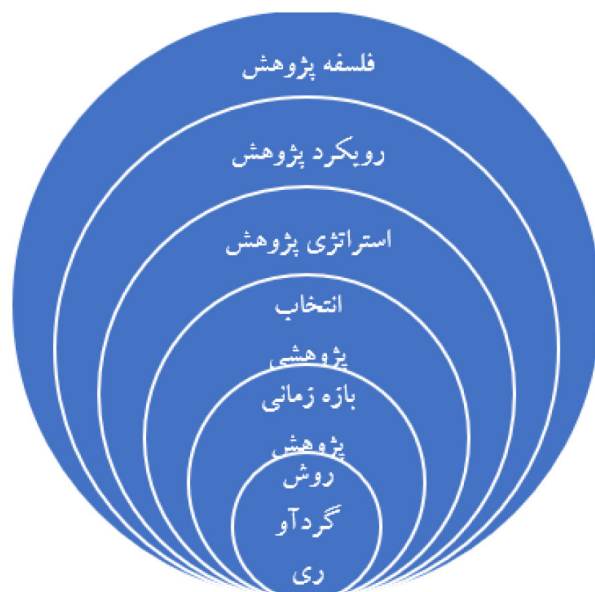 فلسفه پژوهش
رویکرد پژوهش
استراتژی پژوهش
انتخاب
پژوهشی
بازه زمانی
پژوهش
روش
گردآو
ری